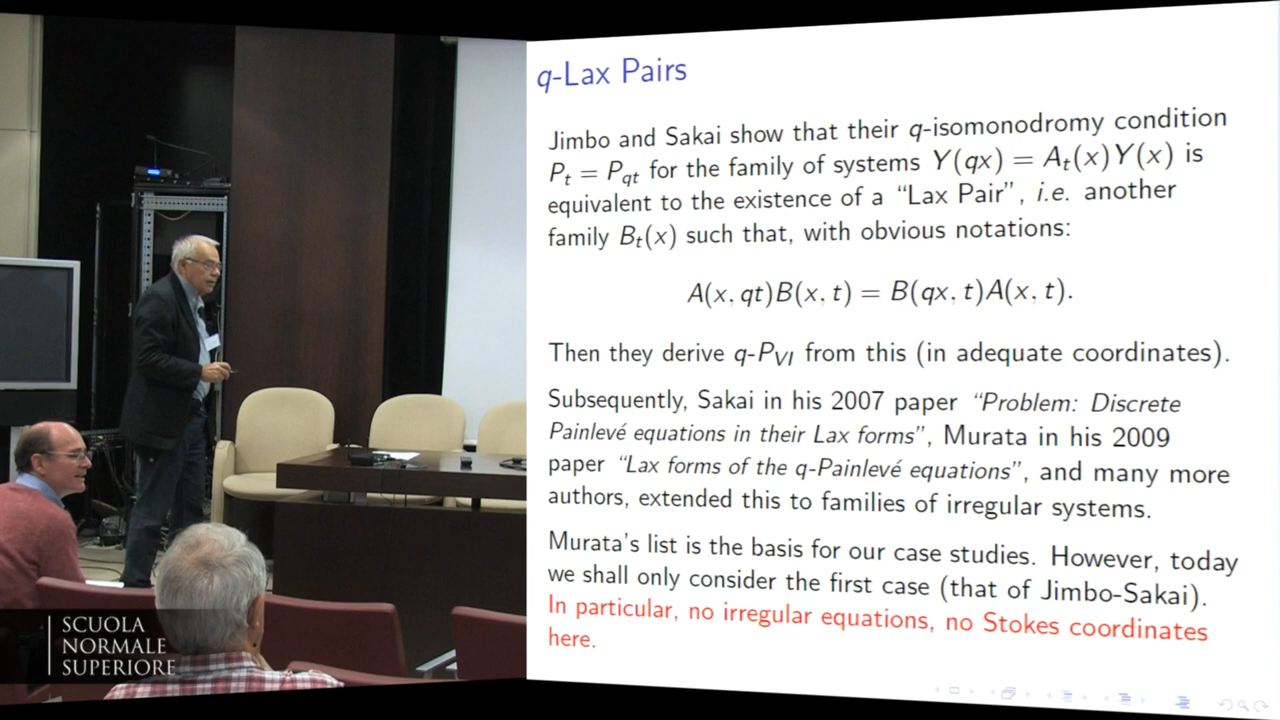 q-Lax Pairs
Jimbo and Sakai show that their q-isomonodromy condition
P_t = P_{qt} for the family of systems Y(qx) = A_t(x)Y(x) is
equivalent to the existence of a “Lax Pair”, i.e. another
family B_t(x) such that, with obvious notations:
A(x, qt)B(x, t) = B(qx, t)A(x, t).
Then they derive q-P_{VI} from this (in adequate coordinates).
Subsequently, Sakai in his 2007 paper “Problem: Discrete
Painlevé equations in their Lax forms”, Murata in his 2009
paper “Lax forms of the q-Painlevé equations”, and many more
authors, extended this to families of irregular systems.
Murata's list is the basis for our case studies. However, today
we shall only consider the first case (that of Jimbo-Sakai).
In particular, no irregular equations, no Stokes coordinates
here.
SCUOLA
NORMALE
SUPERIORE